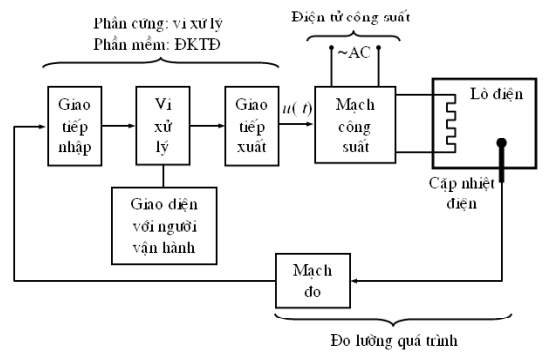 Phần cứng: vi xử lý
Phần mềm: ĐKTĐ
Điện tử công suất
~AC
Giao
tiếp
nhập
Vi
xử
lý
Giao
tiếp
xuất
u( t)
Mạch
công
suất
Lò điện
Cặp nhiệt
điện
Giao diện
với người
vận hành
Mạch
đo
Đo lường quá trình